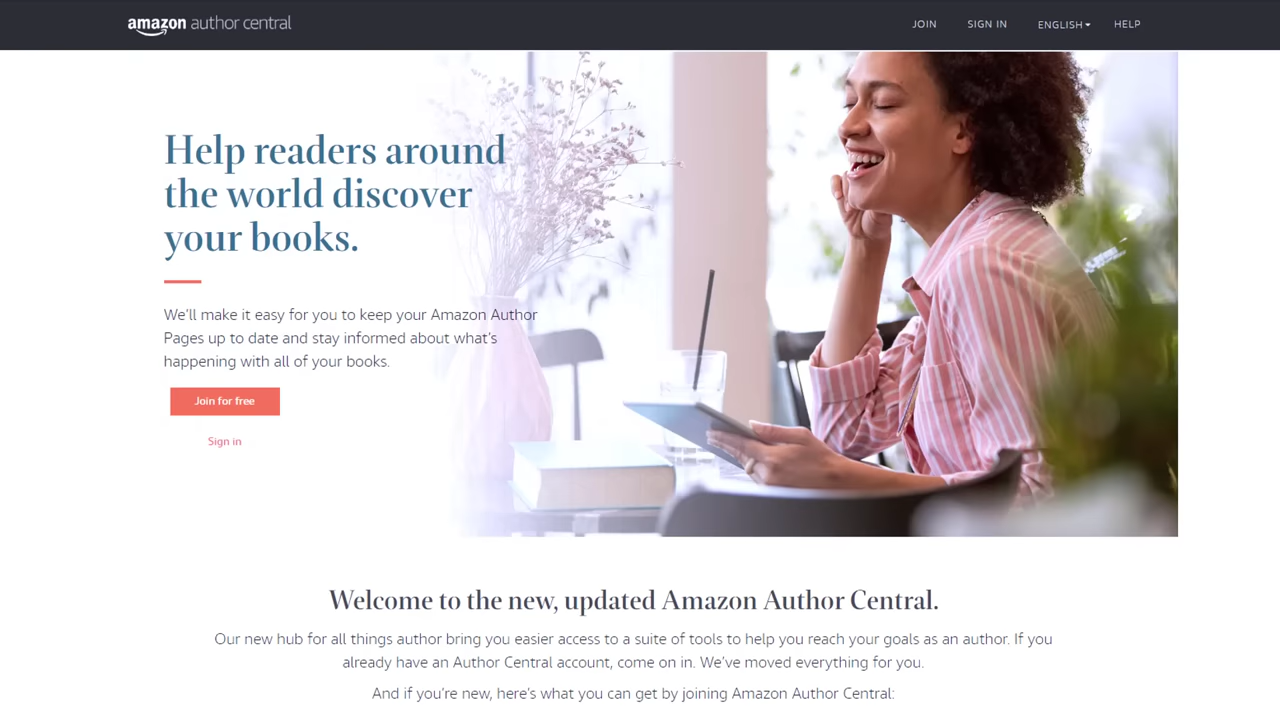 amazon author central
JOIN
SIGN IN
ENGLISH
HELP
Help readers around
the world discover
your books.
We'll make it easy for you to keep your Amazon Author
Pages up to date and stay informed about what's
happening with all of your books.
Join for free
Sign in
Welcome to the new, updated Amazon Author Central.
Our new hub for all things author bring you easier access to a suite of tools to help you reach your goals as an author. If you
already have an Author Central account, come on in. We've moved everything for you.
And if you're new, here's what you can get by joining Amazon Author Central: